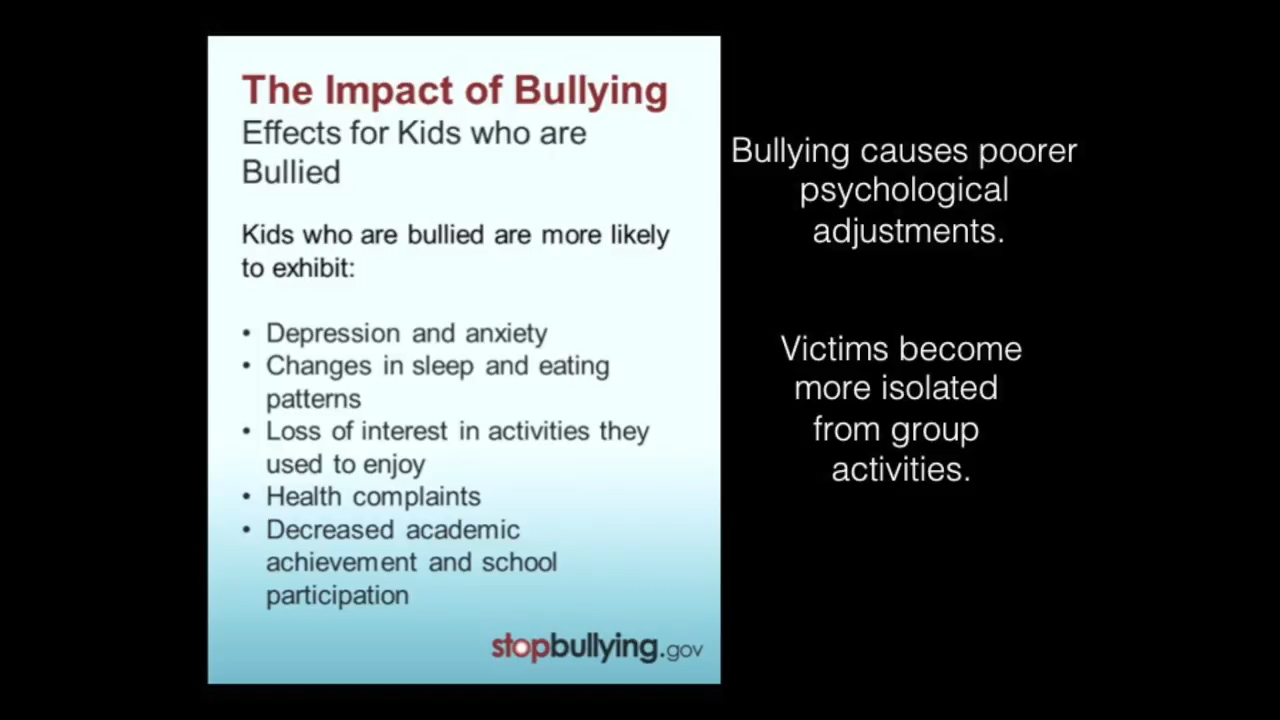 The Impact of Bullying
Effects for Kids who are
Bullied
Kids who are bullied are more likely
to exhibit:
• Depression and anxiety
• Changes in sleep and eating
patterns
• Loss of interest in activities they
used to enjoy
• Health complaints
• Decreased academic
achievement and school
participation
stopbullying.gov
Bullying causes poorer
psychological
adjustments.
Victims become
more isolated
from group
activities.